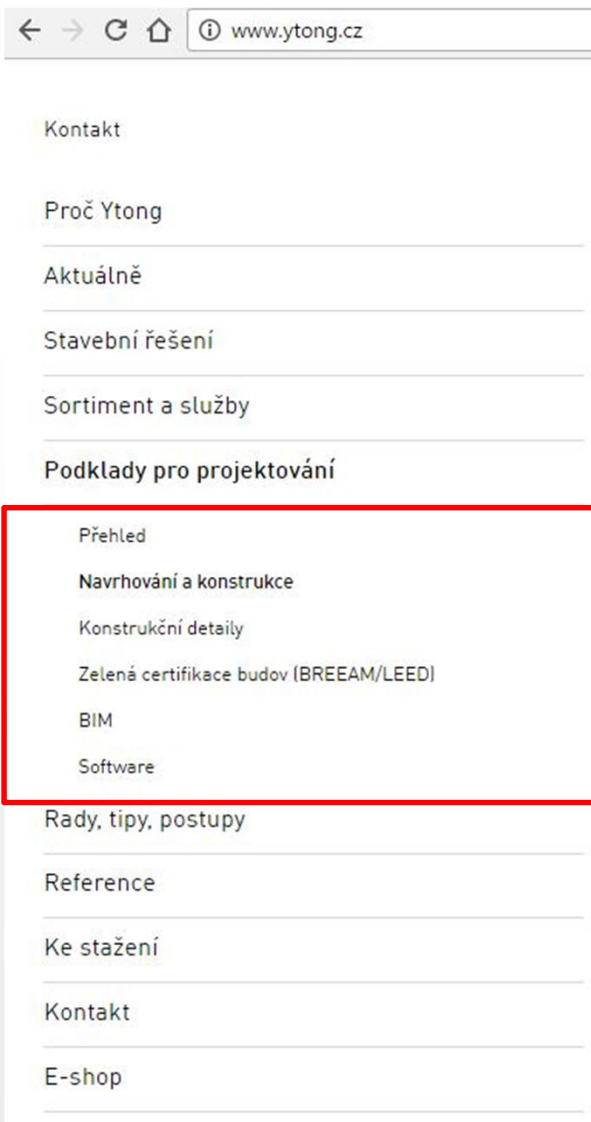 www.ytong.cz
Kontakt
Proč Ytong
Aktuálně
Stavební řešení
Sortiment a služby
Podklady pro projektování
Přehled
Navrhování a konstrukce
Konstrukční detaily
Zelená certifikace budov (BREEAM/LEED)
BIM
Software
Rady, tipy, postupy
Reference
Ke stažení
Kontakt
E-shop